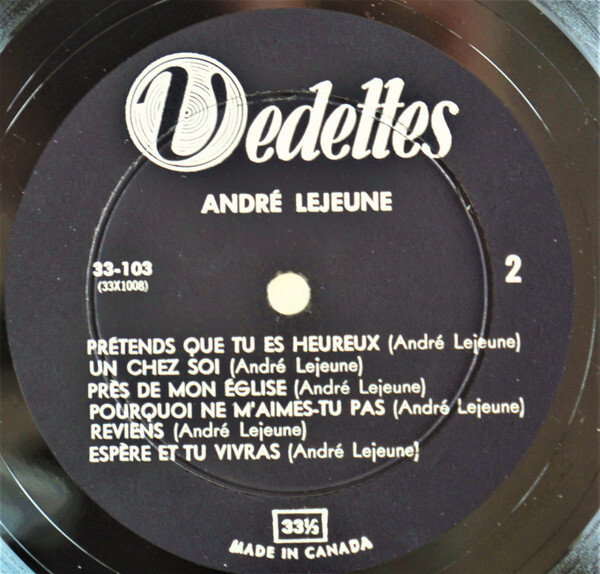 Vedettes
ANDRÉ LEJEUNE
33-103
(33X1008)
2
PRÉTENDS QUE TU ES HEUREUX (André Lejeune)
UN CHEZ SOI (André Lejeune)
PRÈS DE MON ÉGLISE (André Lejeune)
POURQUOI NE M'AIMES-TU PAS (André Lejeune)
REVIENS (André Lejeune)
ESPÈRE ET TU VIVRAS (André Lejeune)
33⅓
MADE IN CANADA